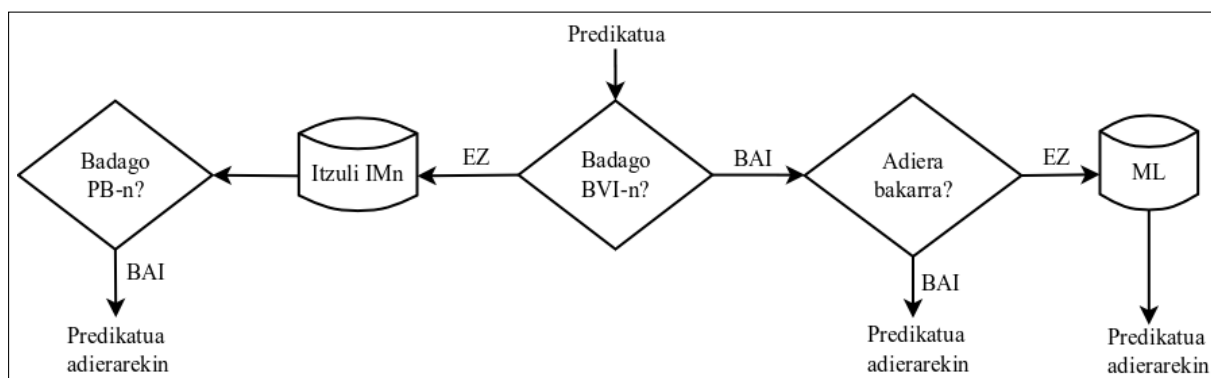 Predikatua
Badago
PB-n?
Itzuli IMn
EZ
Badago
BVI-n?
BAI
Adiera
bakarra?
EZ
ML
BAI
BAI
Predikatua
adierarekin
Predikatua
adierarekin
Predikatua
adierarekin